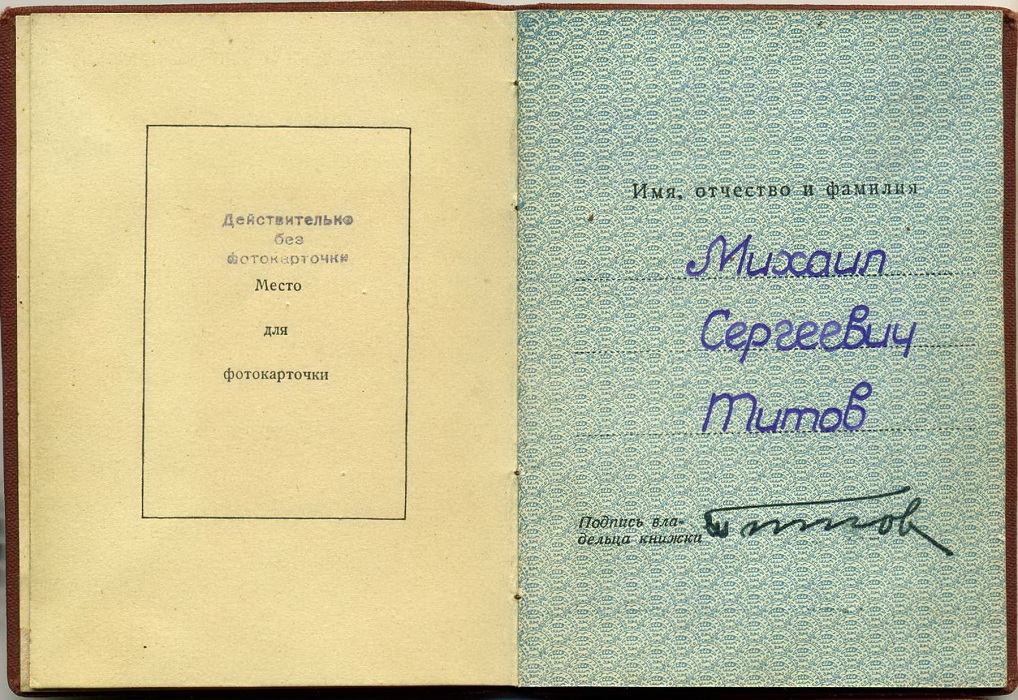 Действительно
без
фотокарточки
Место
для
фотокарточки
Имя, отчество и фамилия
Михаил
Сергеевич
Титов
Подпись вла-
дельца книжки Титов